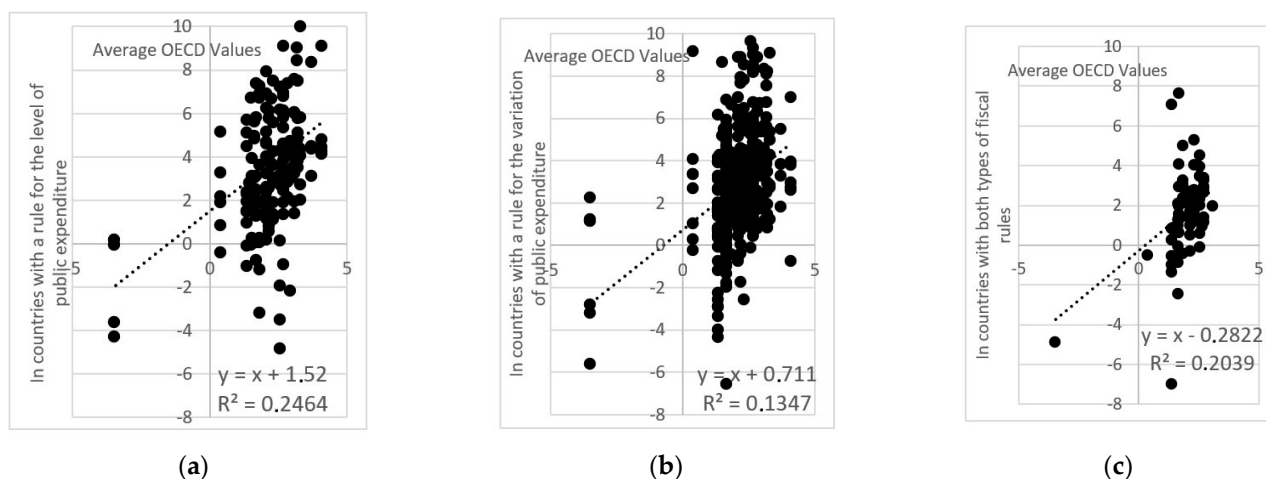 In countries with a rule for the level of
public expenditure
Average OECD Values
10
8
6
4
2
0
-2
-4
-6
-8
0
5
y = x + 1.52
R² = 0.2464
(a)
In countries with a rule for the variation
of public expenditure
Average OECD Values
10
8
6
4
2
0
-2
-4
-6
-8
-5
0
5
y = x + 0.711
R² = 0.1347
(b)
In countries with both types of fiscal
rules
Average OECD Values
10
8
6
4
2
0
-2
-4
-6
-8
-5
0
5
y = x - 0.2822
R² = 0.2039
(c)